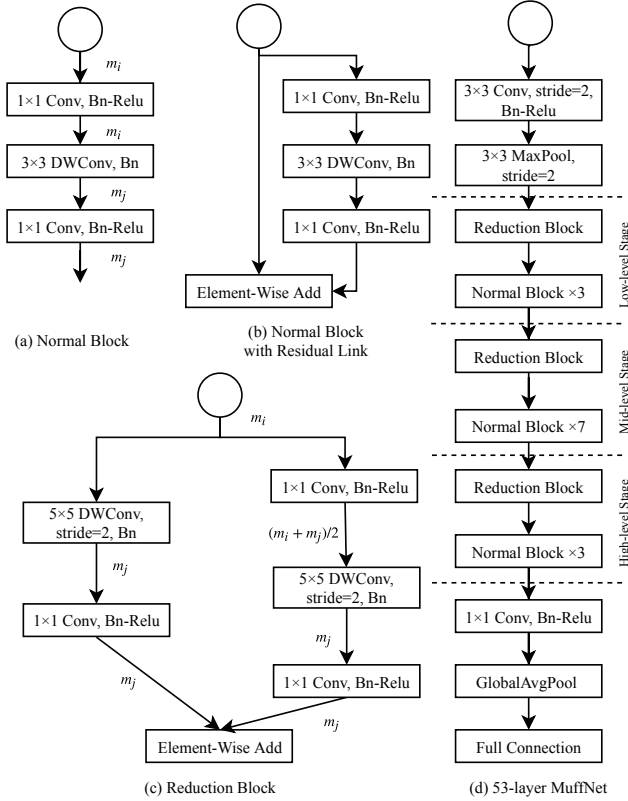 m_i
1×1 Conv, Bn-Relu
m_i
3×3 DWConv, Bn
m_j
1×1 Conv, Bn-Relu
m_j
(a) Normal Block
1×1 Conv, Bn-Relu
3×3 DWConv, Bn
1×1 Conv, Bn-Relu
Element-Wise Add
(b) Normal Block
with Residual Link
m_i
5×5 DWConv,
stride=2, Bn
m_j
1×1 Conv, Bn-Relu
m_j
1×1 Conv, Bn-Relu
(m_i + m_j)/2
5×5 DWConv,
stride=2, Bn
m_j
1×1 Conv, Bn-Relu
m_j
Element-Wise Add
(c) Reduction Block
3×3 Conv, stride=2,
Bn-Relu
3×3 MaxPool,
stride=2
Reduction Block
Normal Block ×3
Low-level Stage
Reduction Block
Normal Block ×7
Mid-level Stage
Reduction Block
Normal Block ×3
High-level Stage
1×1 Conv, Bn-Relu
GlobalAvgPool
Full Connection
(d) 53-layer MuffNet